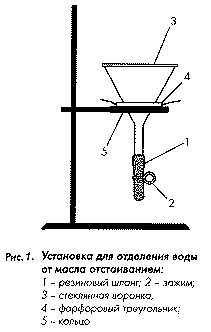 3
4
5
1
2
Рис. 1. Установка для отделения воды
от масла отстаиванием:
1 – резиновый шланг; 2 – зажим;
3 – стеклянная воронка,
4 – фарфоровый треугольник;
5 – кольцо